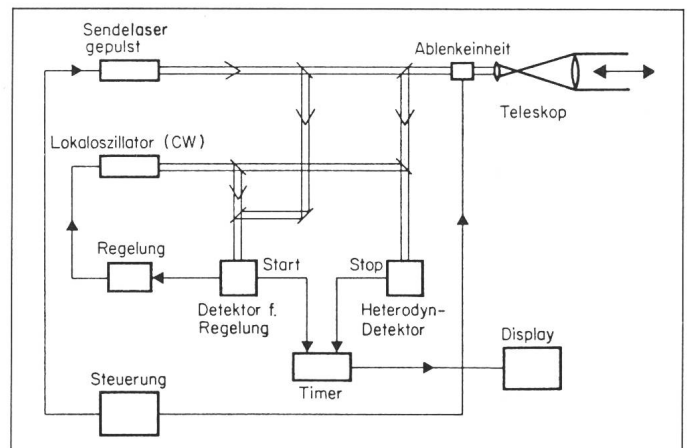 Sendelaser
gepulst
Ablenkeinheit
Teleskop
Lokaloszillator (CW)
Regelung
Start
Stop
Detektor f.
Regelung
Heterodyn-
Detektor
Display
Timer
Steuerung